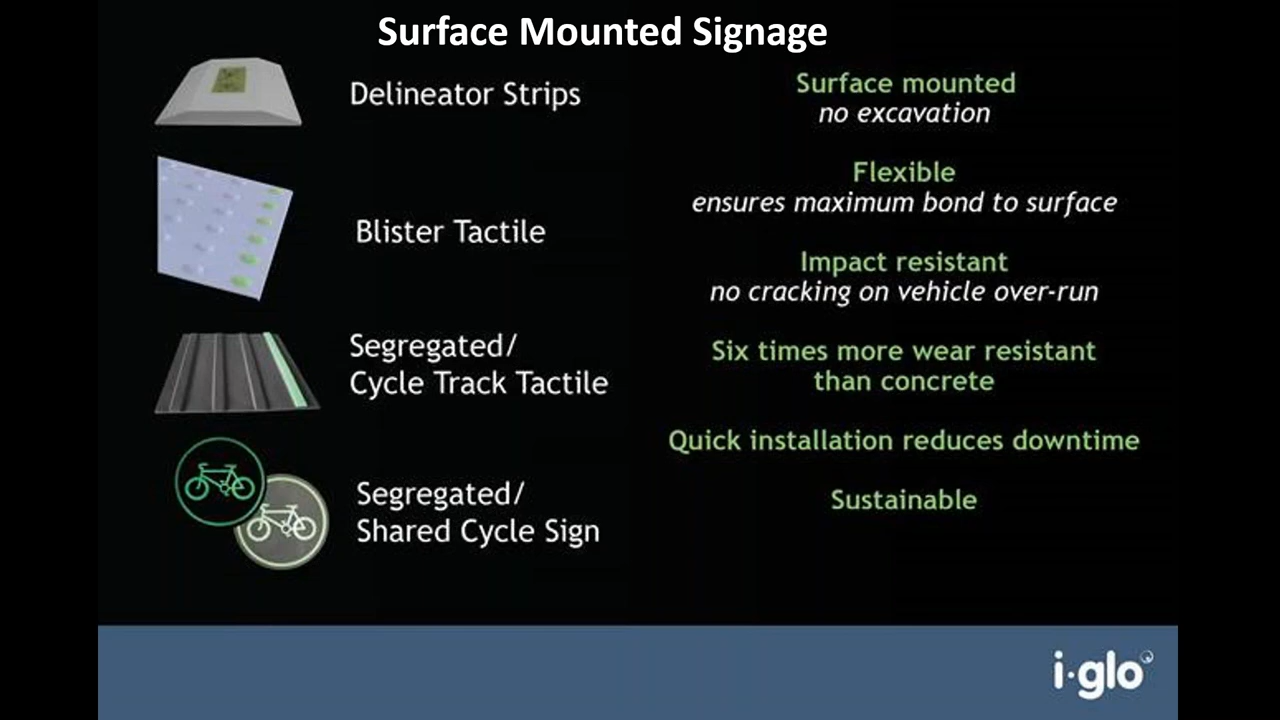 Surface Mounted Signage
Delineator Strips
Blister Tactile
Segregated/
Cycle Track Tactile
Segregated/
Shared Cycle Sign
Surface mounted
no excavation
Flexible
ensures maximum bond to surface
Impact resistant
no cracking on vehicle over-run
Six times more wear resistant
than concrete
Quick installation reduces downtime
Sustainable
i·glo